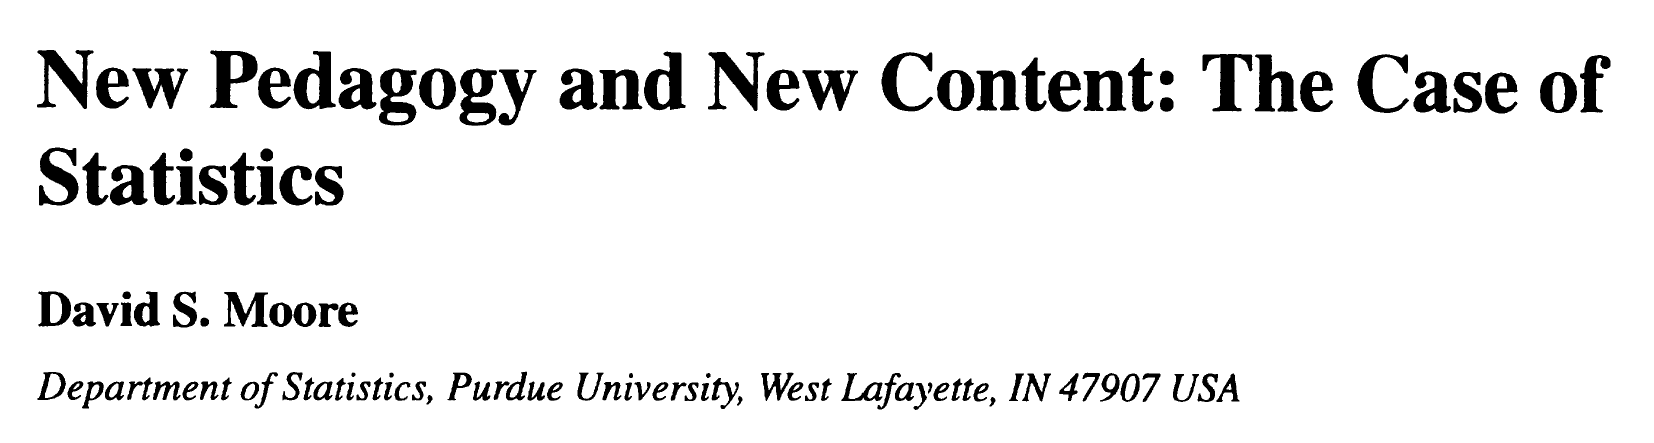 New Pedagogy and New Content: The Case of
Statistics
David S. Moore
Department of Statistics, Purdue University, West Lafayette, IN 47907 USA